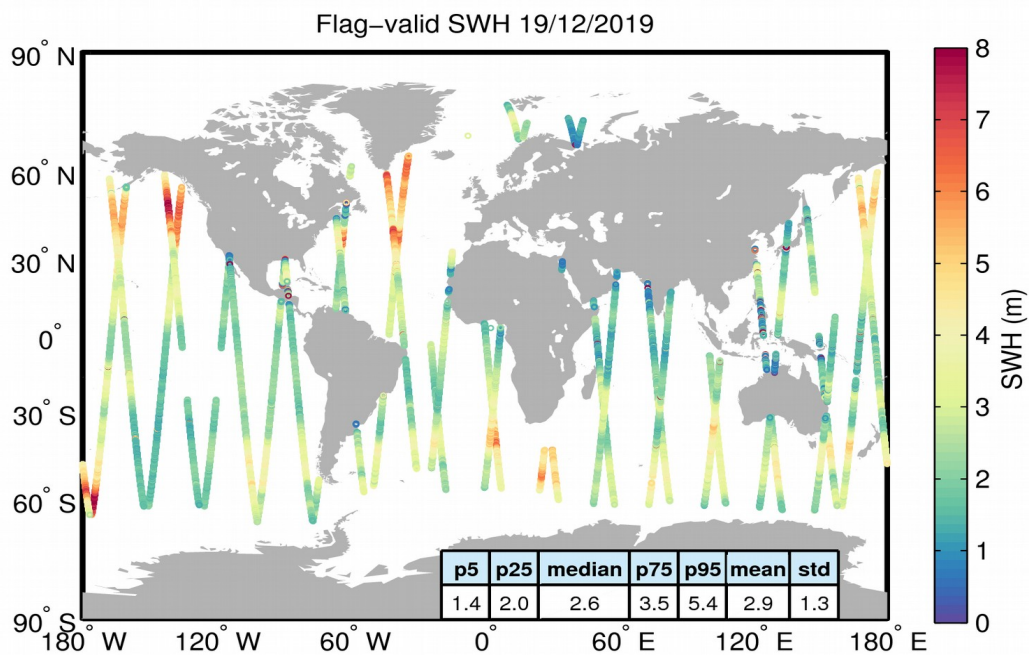 Flag−valid SWH 19/12/2019
90° N
60° N
30° N
0°
30° S
60° S
90° S
180° W
120° W
60° W
0°
60° E
120° E
180° E
p5 p25 median p75 p95 mean std
1.4 2.0 2.6 3.5 5.4 2.9 1.3
8
7
6
5
4
3
2
1
0
SWH (m)